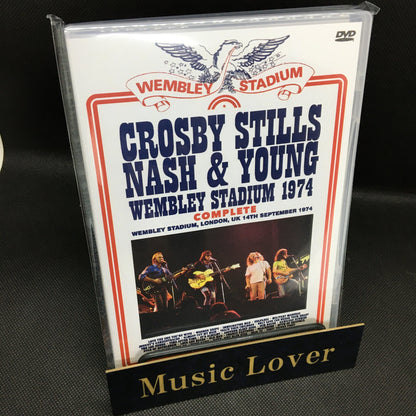 DVD
WEMBLEY STADIUM
CROSBY STILLS
NASH & YOUNG
WEMBLEY STADIUM 1974
COMPLETE
WEMBLEY STADIUM, LONDON, UK 14TH SEPTEMBER 1974
Music Lover